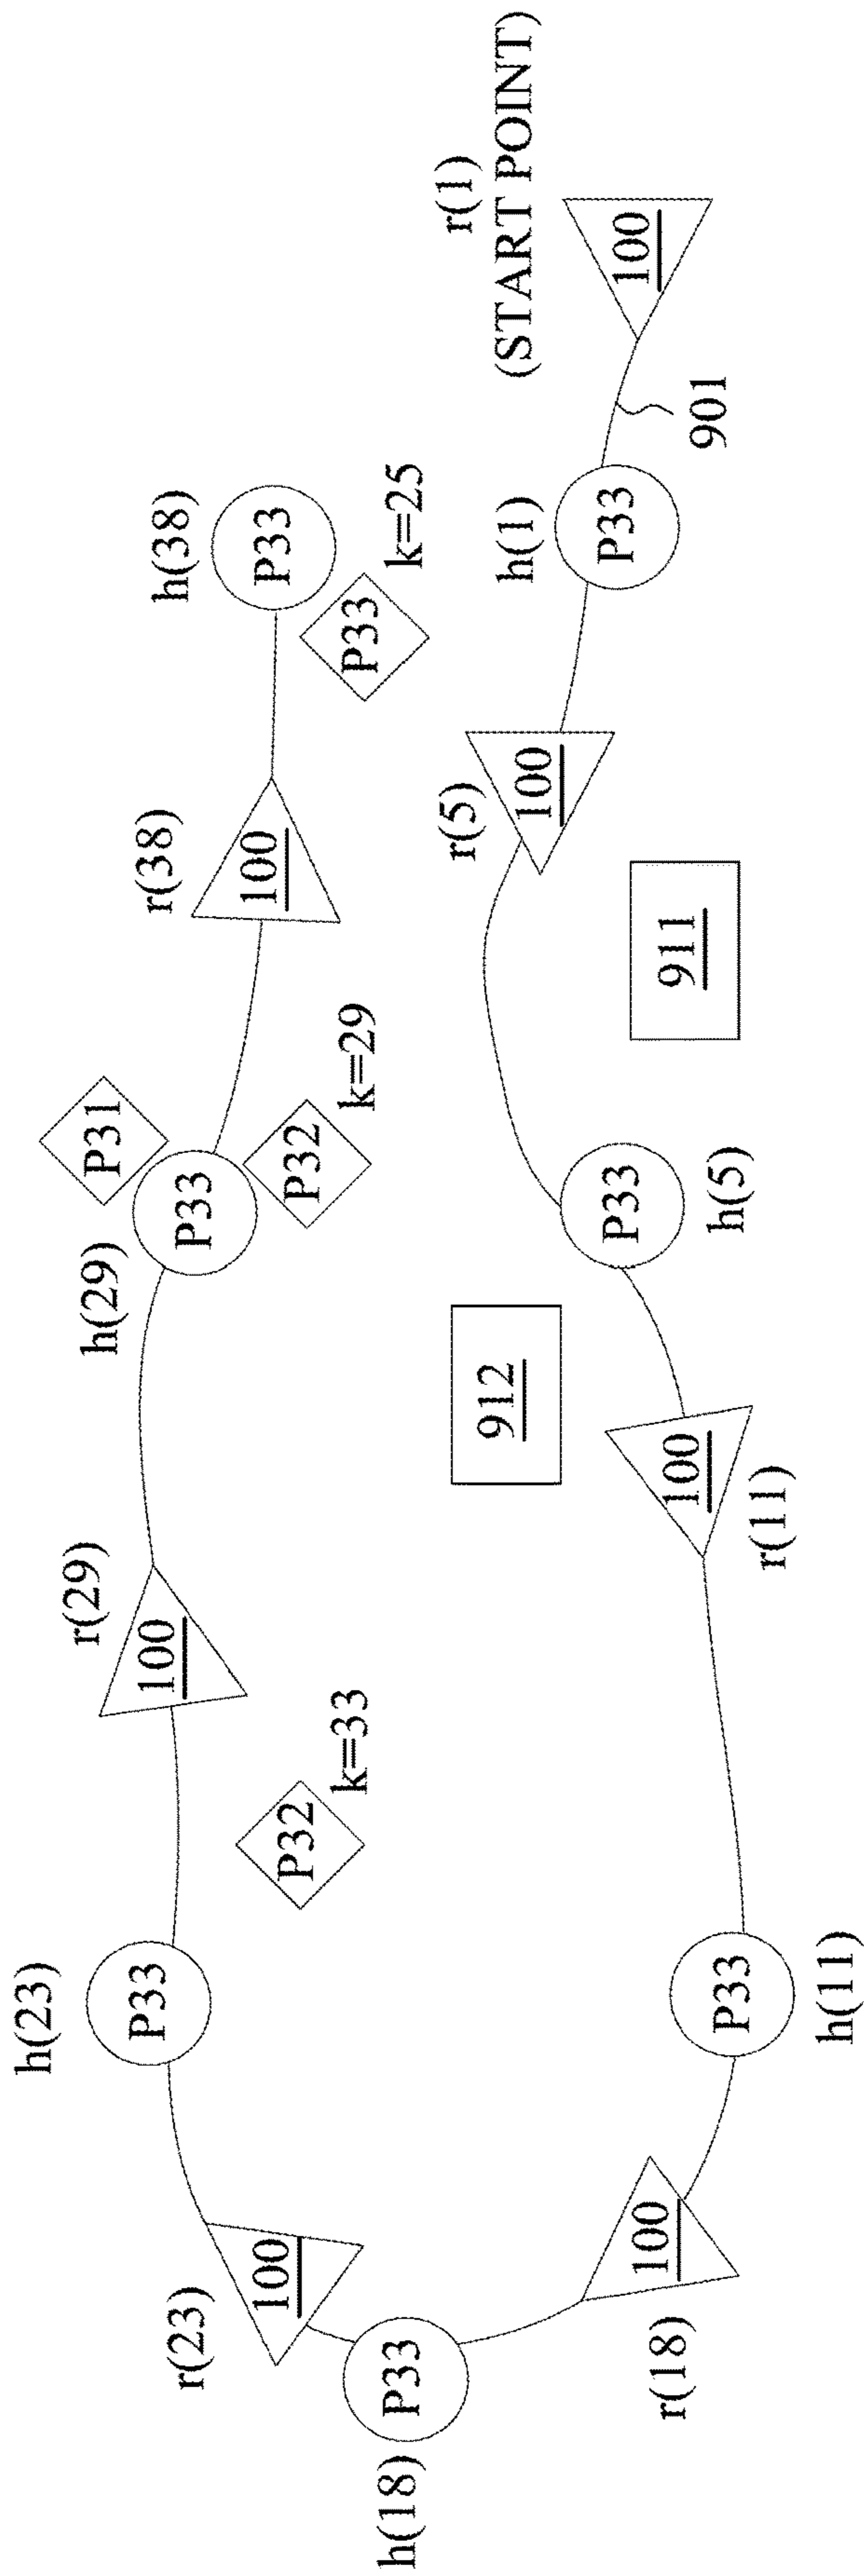 h(23)
P33
r(29)
100
h(29)
P33
P31
r(38)
100
h(38)
P33
r(23)
100
P32
k=33
P32
k=29
P33
k=25
h(18)
P33
912
r(5)
100
h(1)
P33
r(1)
(START POINT)
100
r(18)
100
h(11)
P33
r(11)
100
h(5)
P33
911
901